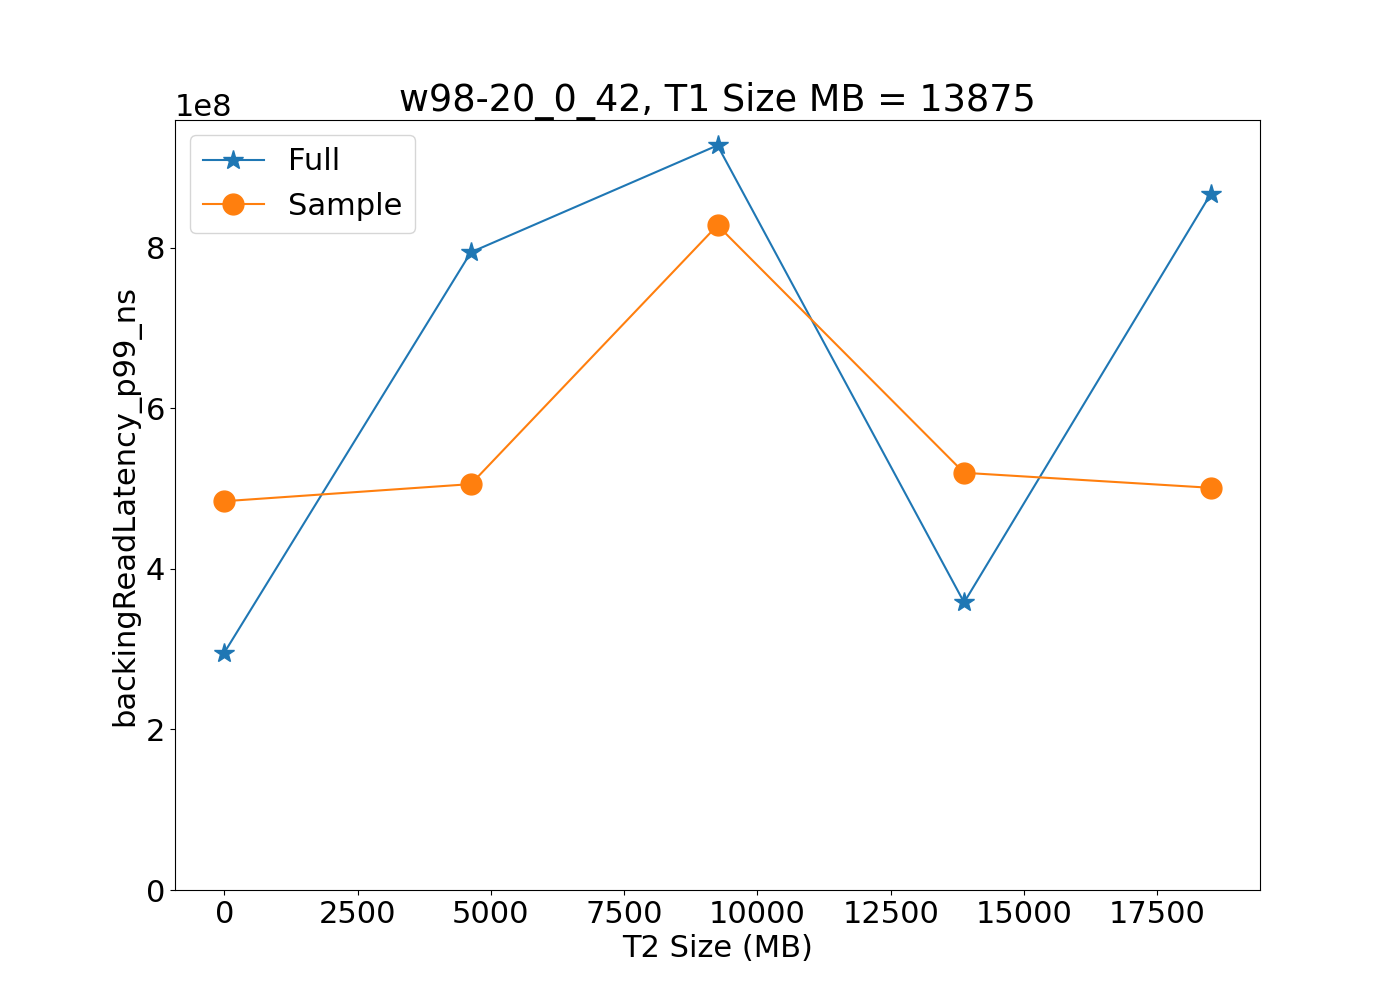 w98-20_0_42, T1 Size MB = 13875
1e8
Full
Sample
8
6
4
2
0
backingReadLatency_p99_ns
0 2500 5000 7500 10000 12500 15000 17500
T2 Size (MB)